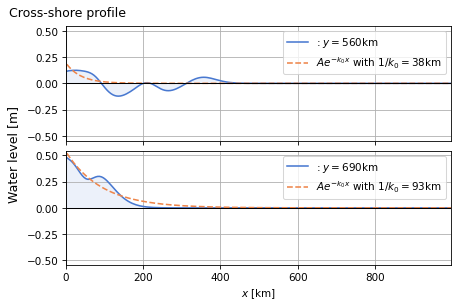 Cross-shore profile
Water level [m]
0.50
0.25
0.00
−0.25
−0.50
: y = 560km
Ae^{−k₀x} with 1/k₀ = 38km
0.50
0.25
0.00
−0.25
−0.50
: y = 690km
Ae^{−k₀x} with 1/k₀ = 93km
0 200 400 600 800
x [km]